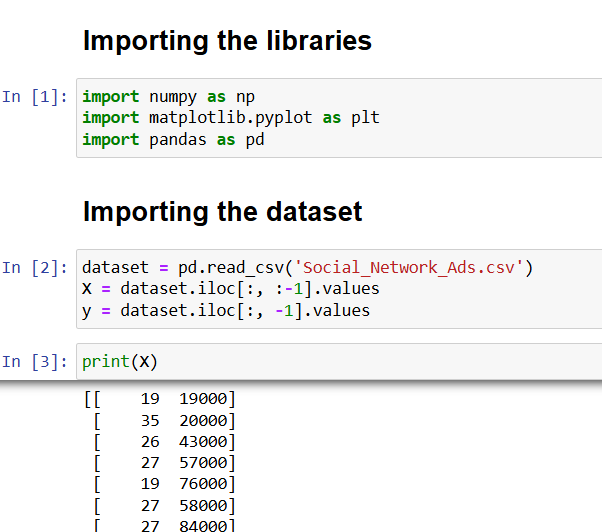 Importing the libraries
In [1]: import numpy as np
import matplotlib.pyplot as plt
import pandas as pd
Importing the dataset
In [2]: dataset = pd.read_csv('Social_Network_Ads.csv')
X = dataset.iloc[:, :-1].values
y = dataset.iloc[:, -1].values
In [3]: print(X)
[[    19  19000]
 [    35  20000]
 [    26  43000]
 [    27  57000]
 [    19  76000]
 [    27  58000]
 [    27  84000]